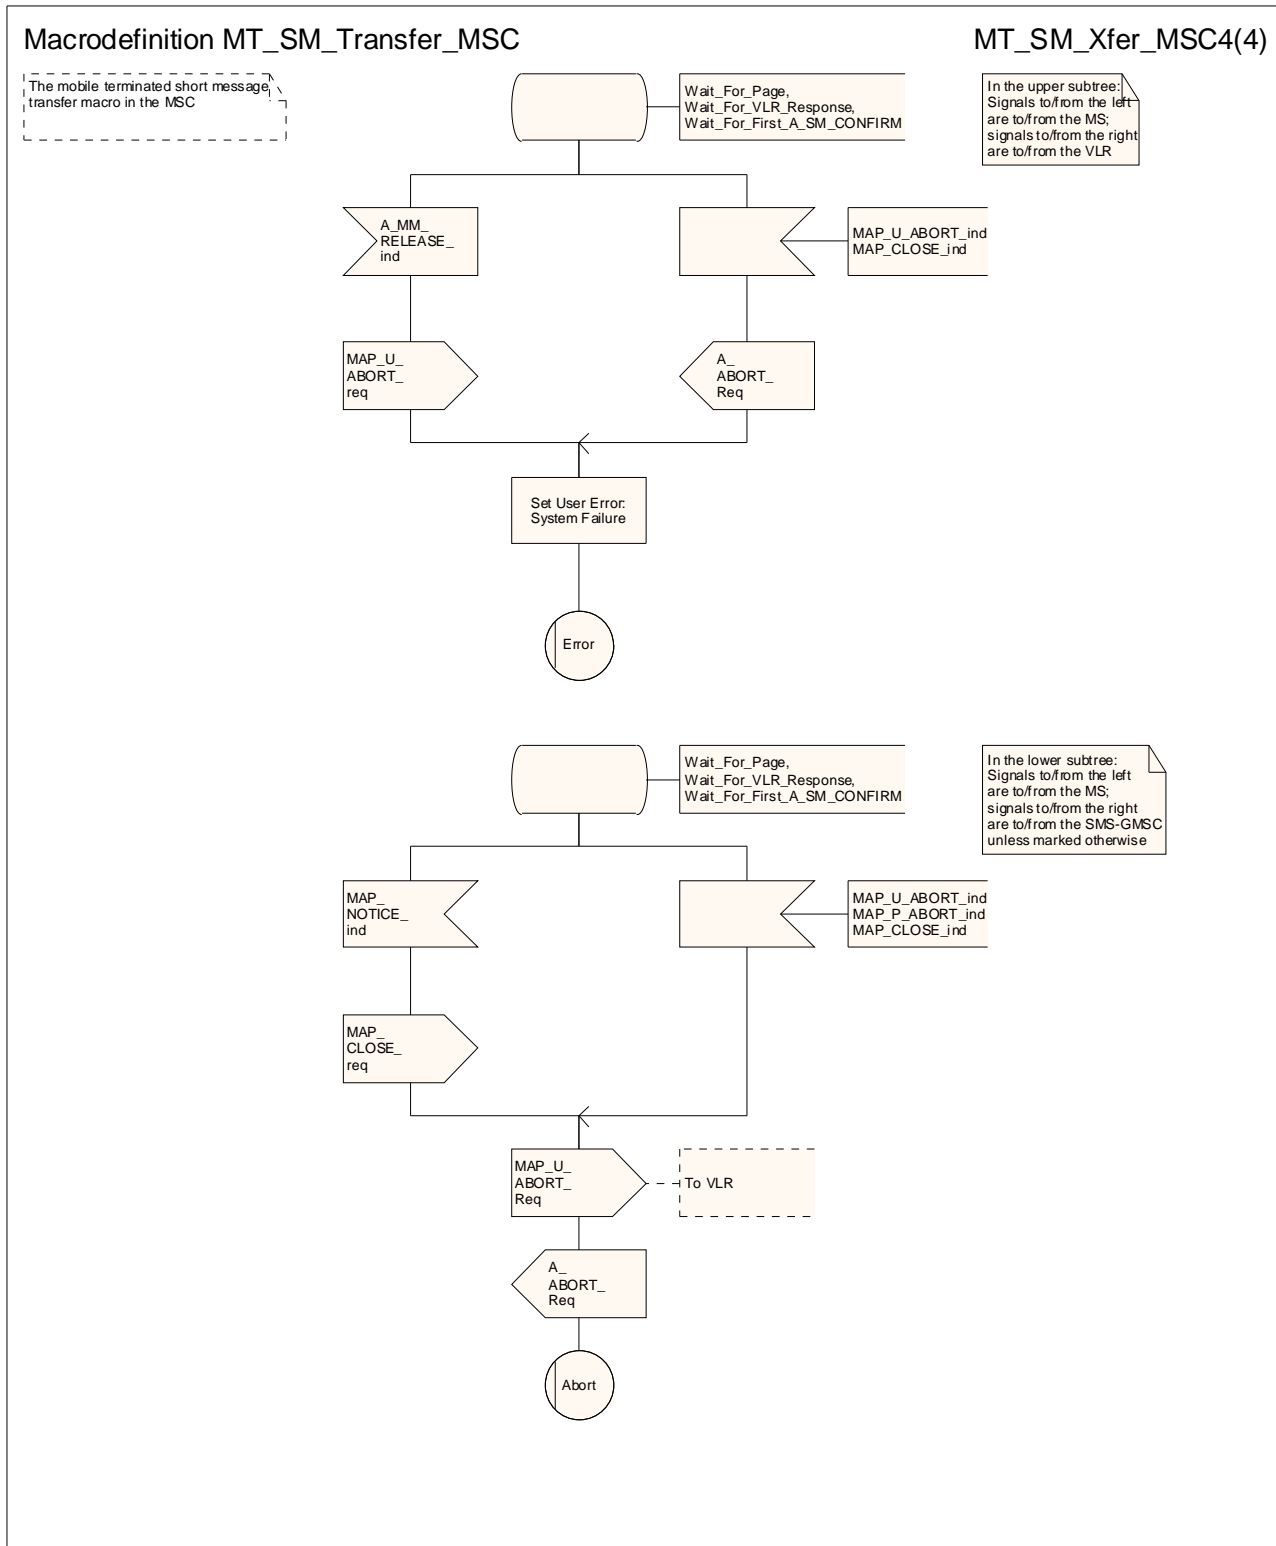 Macrodefinition MT_SM_Transfer_MSC
MT_SM_Xfer_MSC4(4)
The mobile terminated short message
transfer macro in the MSC
Wait_For_Page,
Wait_For_VLR_Response,
Wait_For_First_A_SM_CONFIRM
In the upper subtree:
Signals to/from the left
are to/from the MS;
signals to/from the right
are to/from the VLR
A_MM_
RELEASE_
ind
MAP_U_ABORT_ind
MAP_CLOSE_ind
MAP_U_
ABORT_
req
A_
ABORT_
Req
Set User Error:
System Failure
Error
Wait_For_Page,
Wait_For_VLR_Response,
Wait_For_First_A_SM_CONFIRM
In the lower subtree:
Signals to/from the left
are to/from the MS;
signals to/from the right
are to/from the SMS-GMSC
unless marked otherwise
MAP_
NOTICE_
ind
MAP_U_ABORT_ind
MAP_P_ABORT_ind
MAP_CLOSE_ind
MAP_
CLOSE_
req
MAP_U_
ABORT_
Req
To VLR
A_
ABORT_
Req
Abort